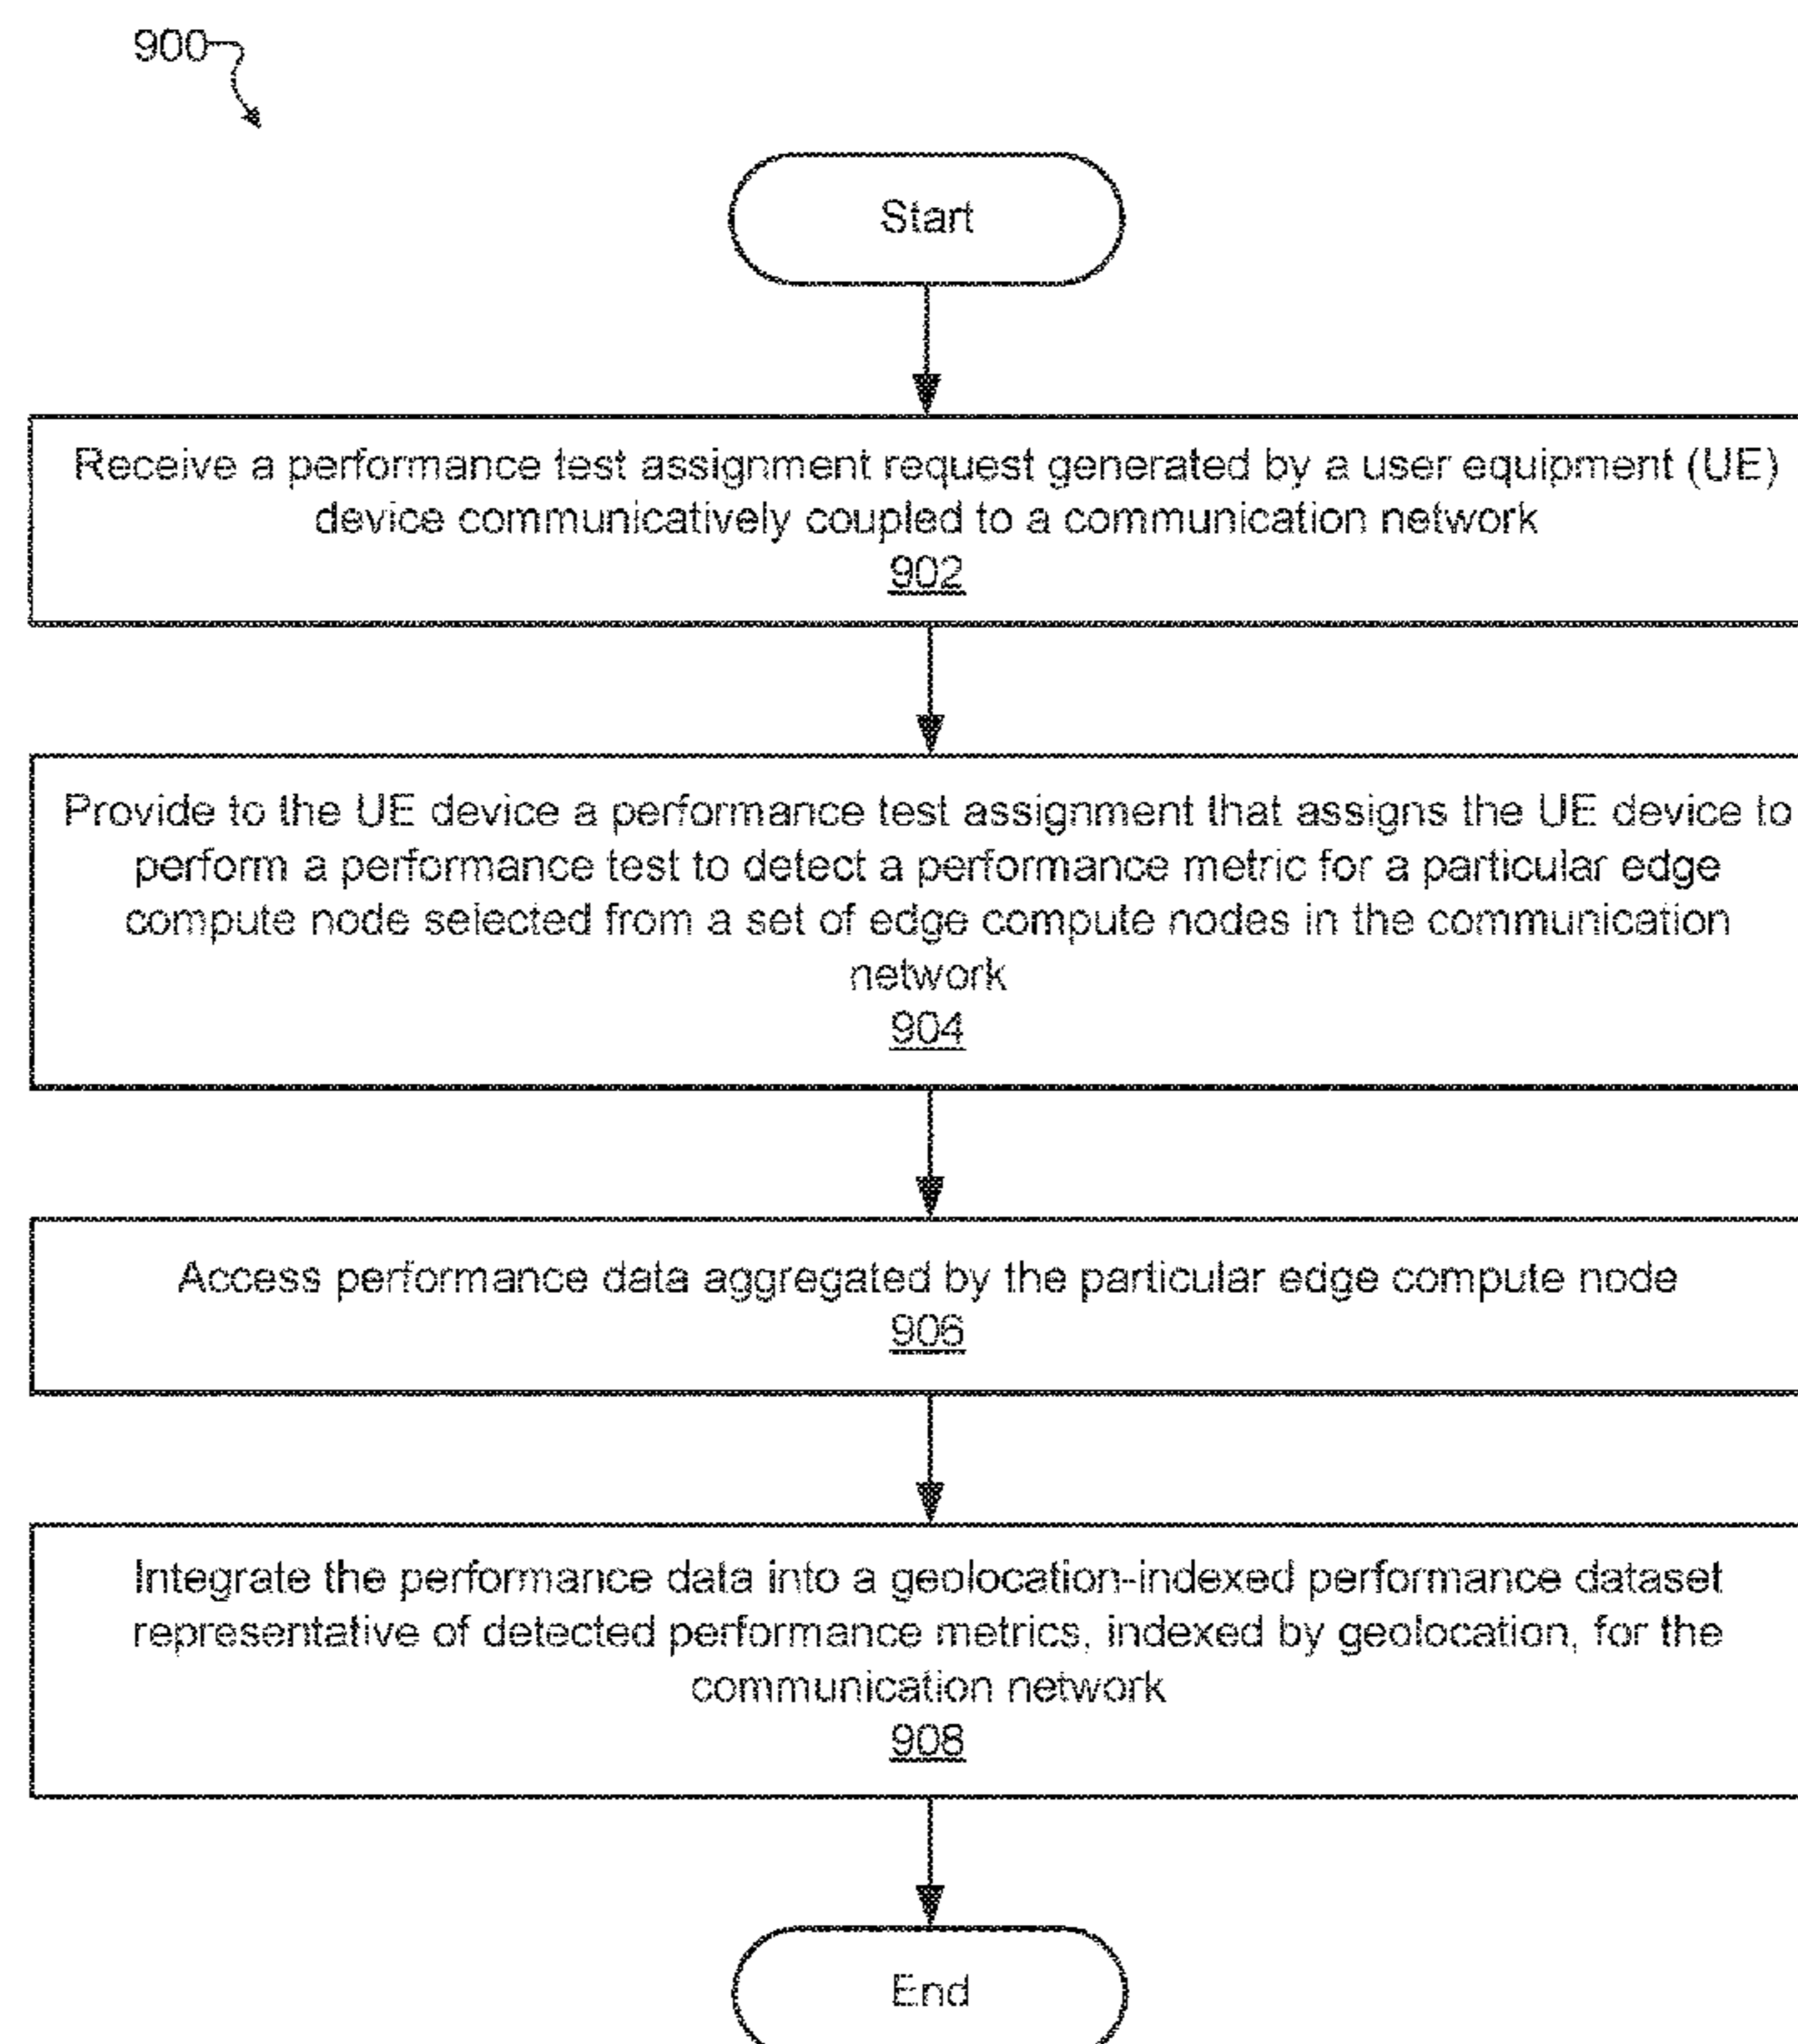 900
Start
Receive a performance test assignment request generated by a user equipment (UE)
device communicatively coupled to a communication network
902
Provide to the UE device a performance test assignment that assigns the UE device to
perform a performance test to detect a performance metric for a particular edge
compute node selected from a set of edge compute nodes in the communication
network
904
Access performance data aggregated by the particular edge compute node
906
Integrate the performance data into a geolocation-indexed performance dataset
representative of detected performance metrics, indexed by geolocation, for the
communication network
908
End